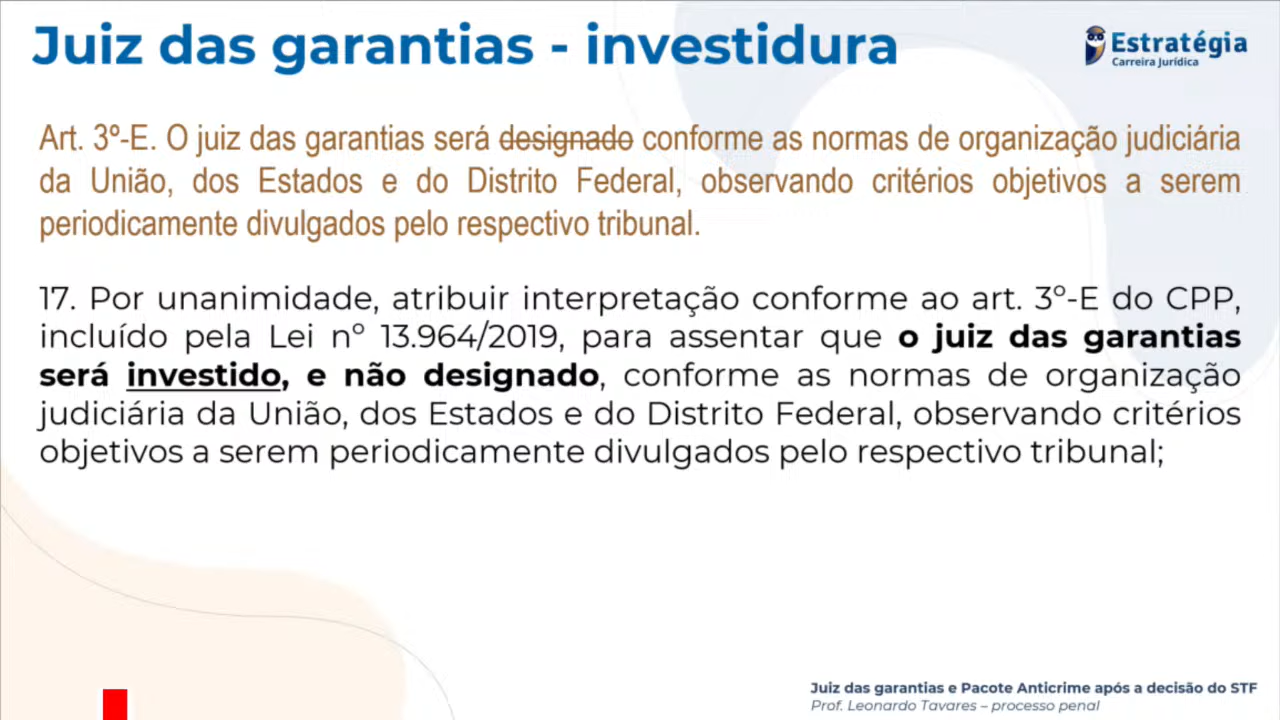 Juiz das garantias - investidura
Estratégia
Carreira Jurídica
Art. 3º-E. O juiz das garantias será designado conforme as normas de organização judiciária
da União, dos Estados e do Distrito Federal, observando critérios objetivos a serem
periodicamente divulgados pelo respectivo tribunal.
17. Por unanimidade, atribuir interpretação conforme ao art. 3º-E do CPP,
incluído pela Lei nº 13.964/2019, para assentar que o juiz das garantias
será investido, e não designado, conforme as normas de organização
judiciária da União, dos Estados e do Distrito Federal, observando critérios
objetivos a serem periodicamente divulgados pelo respectivo tribunal;
Juiz das garantias e Pacote Anticrime após a decisão do STF
Prof. Leonardo Tavares – processo penal